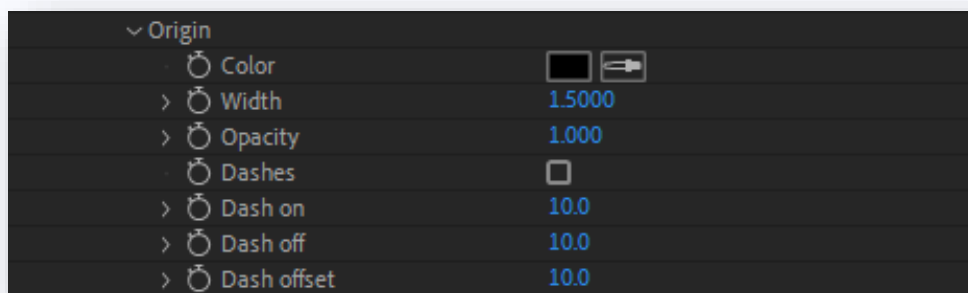 Origin
Color
Width 1.5000
Opacity 1.000
Dashes
Dash on 10.0
Dash off 10.0
Dash offset 10.0